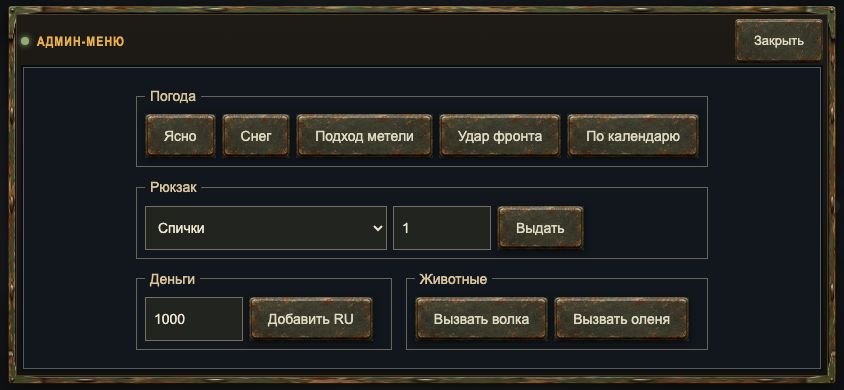 АДМИН-МЕНЮ
Закрыть
Погода
Ясно Снег Подход метели Удар фронта По календарю
Рюкзак
Спички 1 Выдать
Деньги Животные
1000 Добавить RU Вызвать волка Вызвать оленя